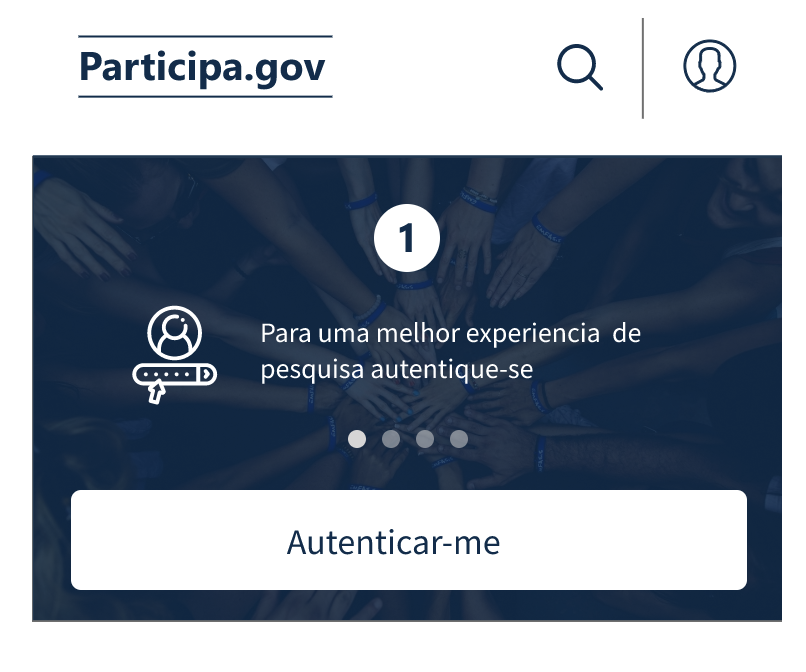 Participa.gov
1
Para uma melhor experiencia de
pesquisa autentique-se
Autenticar-me